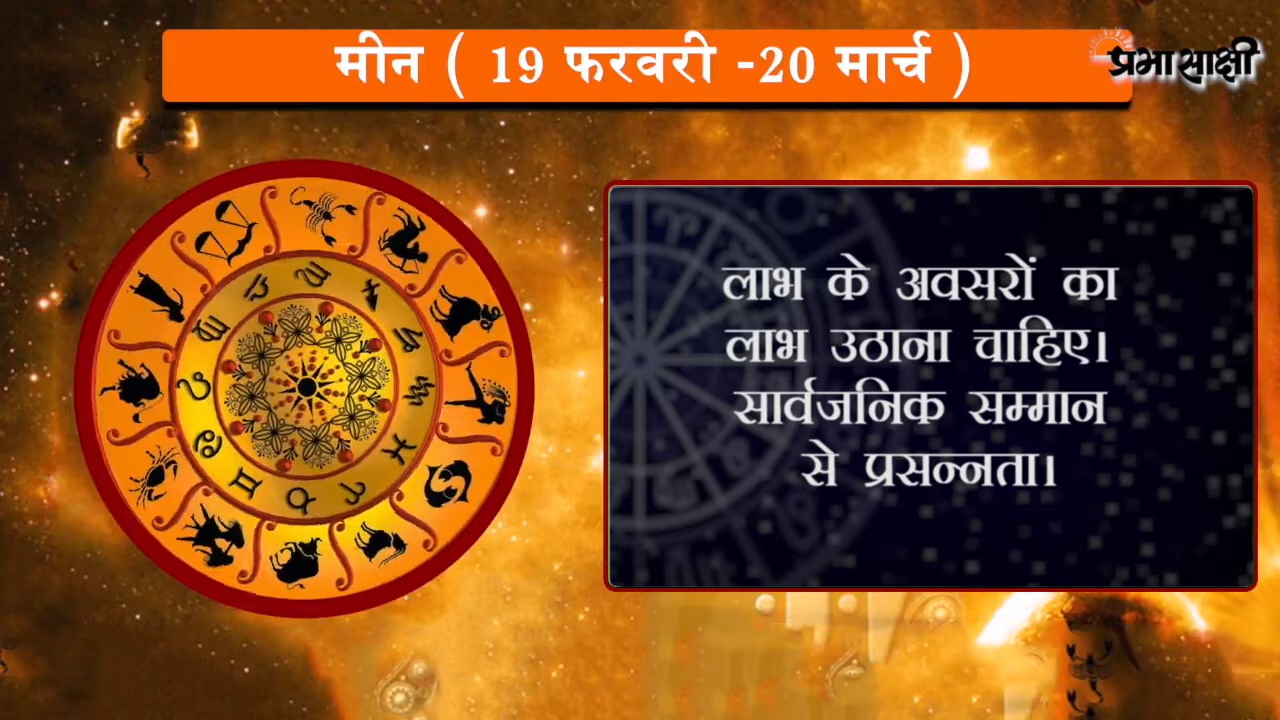 मीन ( 19 फरवरी -20 मार्च )
प्रभासाक्षी
लाभ के अवसरों का
लाभ उठाना चाहिए।
सार्वजनिक सम्मान
से प्रसन्नता।